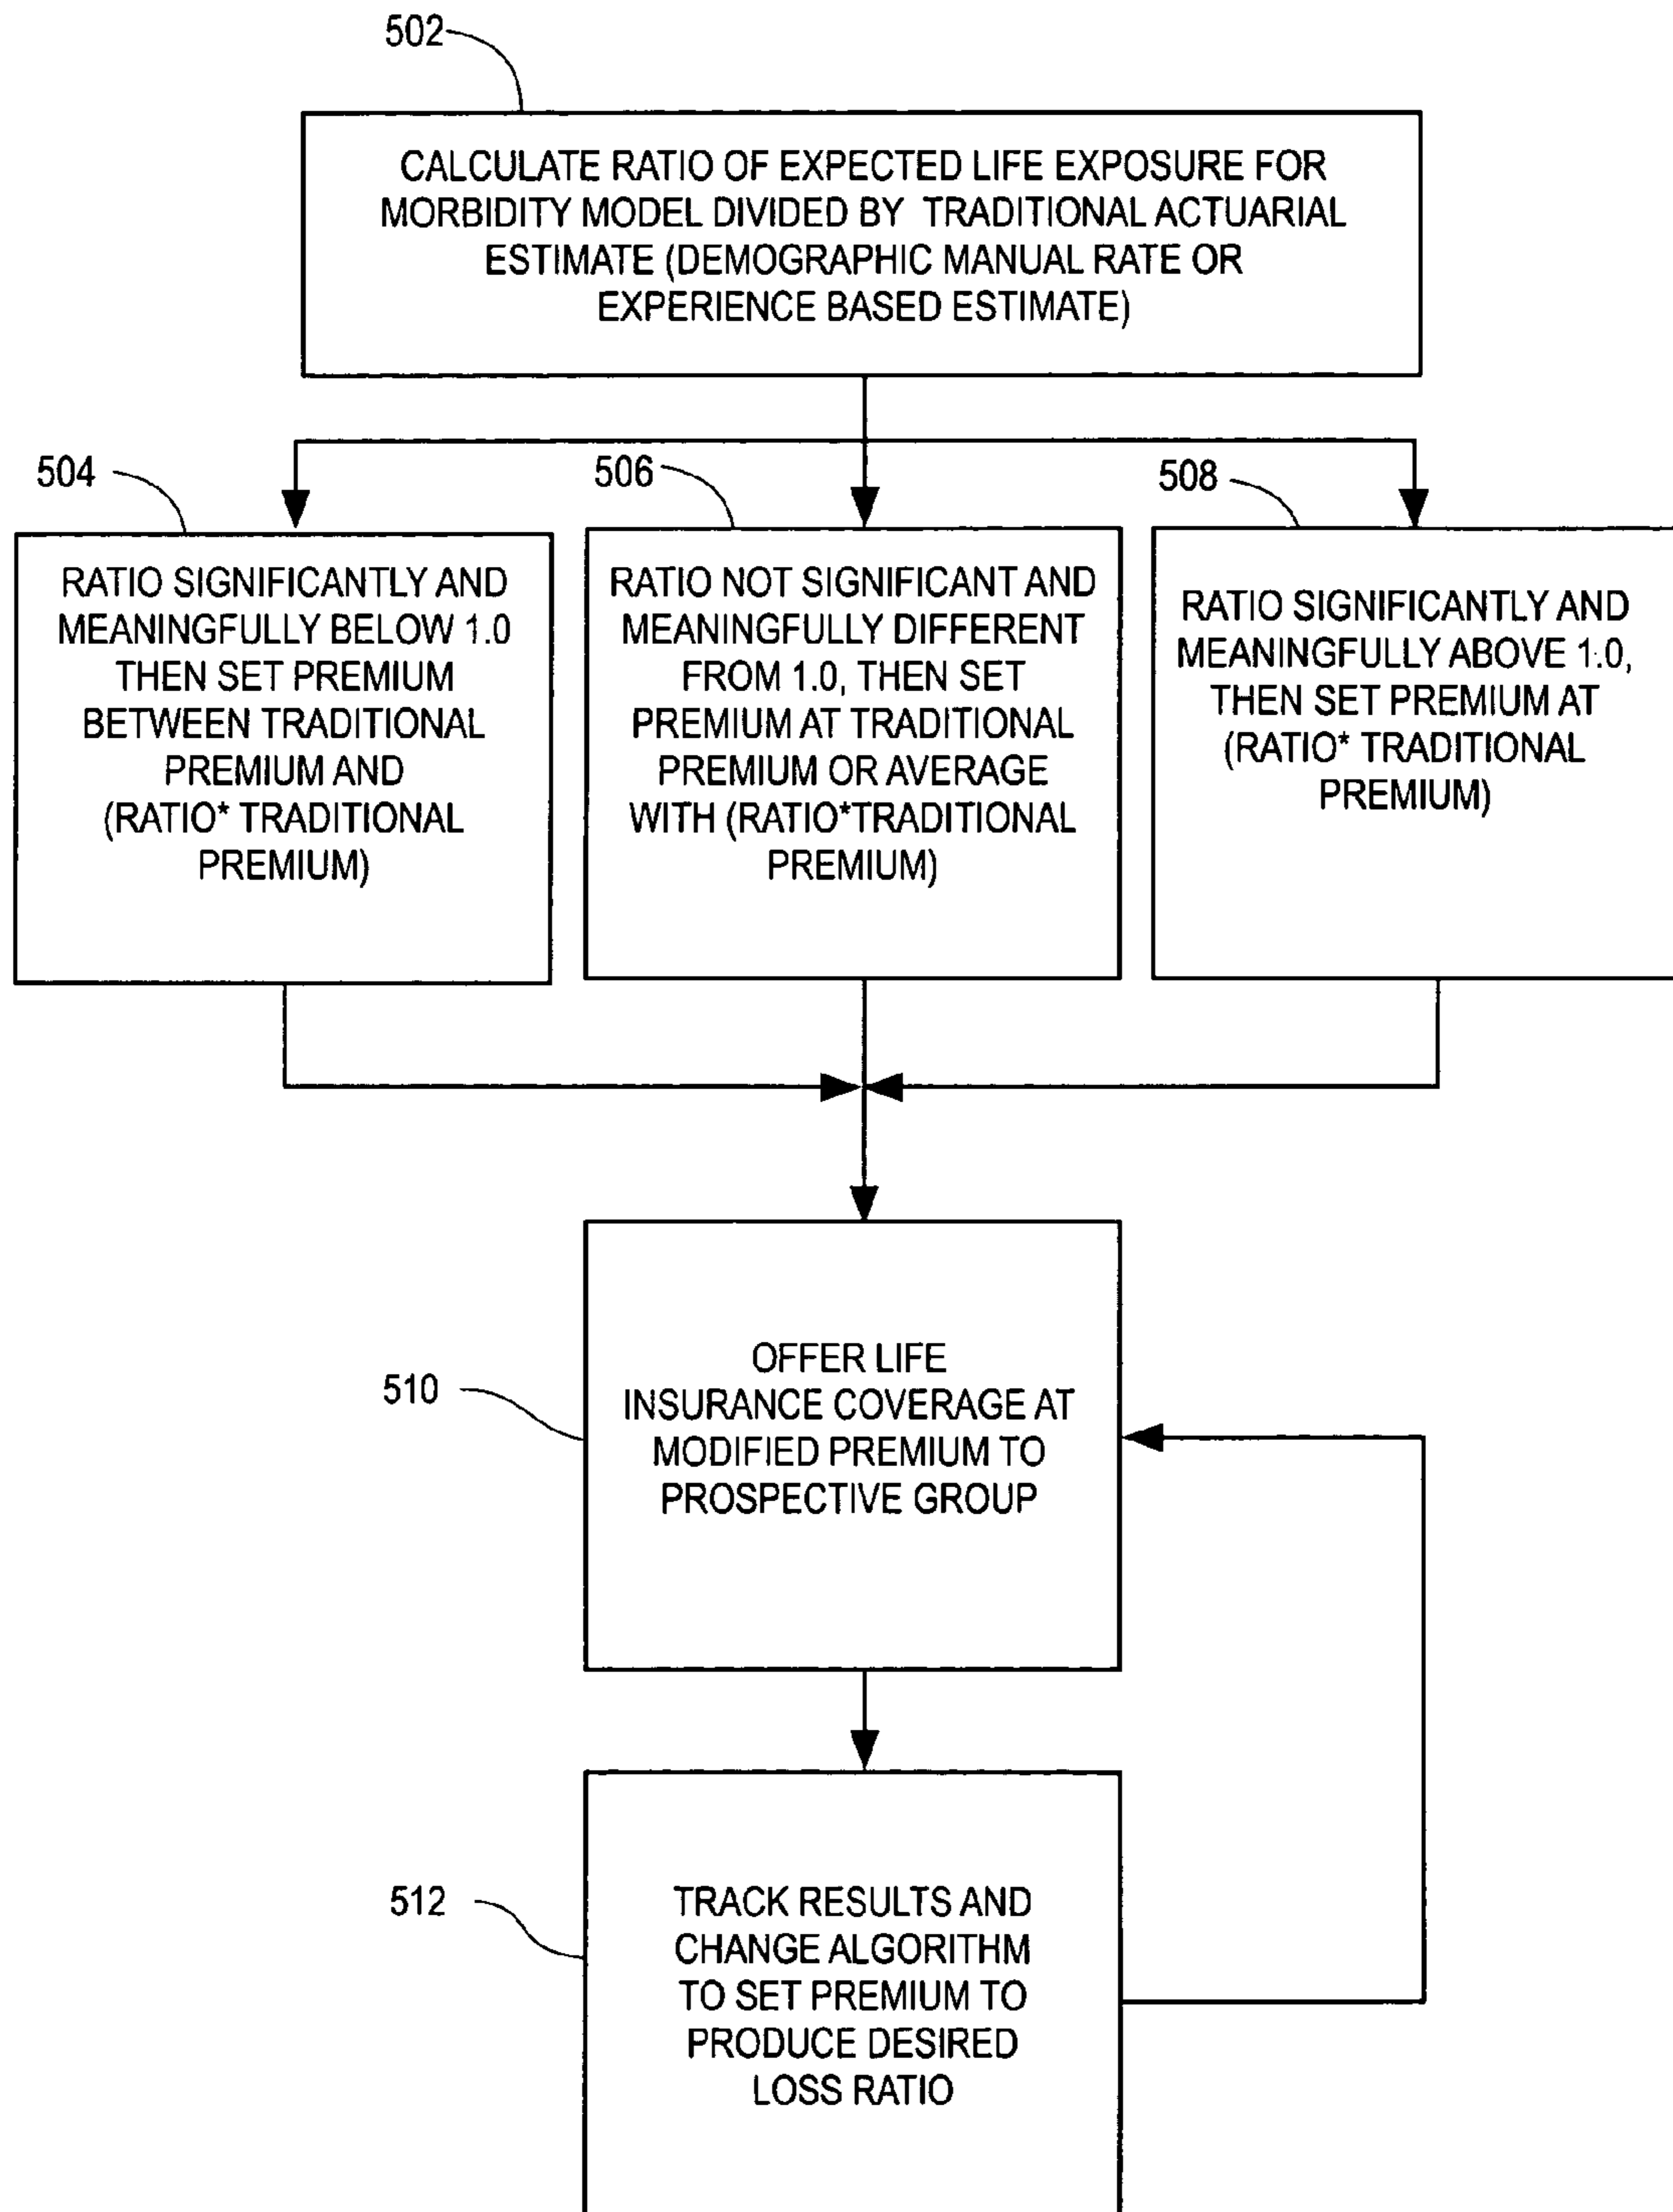 502
CALCULATE RATIO OF EXPECTED LIFE EXPOSURE FOR
MORBIDITY MODEL DIVIDED BY TRADITIONAL ACTUARIAL
ESTIMATE (DEMOGRAPHIC MANUAL RATE OR
EXPERIENCE BASED ESTIMATE)
504
RATIO SIGNIFICANTLY AND
MEANINGFULLY BELOW 1.0
THEN SET PREMIUM
BETWEEN TRADITIONAL
PREMIUM AND
(RATIO* TRADITIONAL
PREMIUM)
506
RATIO NOT SIGNIFICANT AND
MEANINGFULLY DIFFERENT
FROM 1.0, THEN SET
PREMIUM AT TRADITIONAL
PREMIUM OR AVERAGE
WITH (RATIO*TRADITIONAL
PREMIUM)
508
RATIO SIGNIFICANTLY AND
MEANINGFULLY ABOVE 1.0,
THEN SET PREMIUM AT
(RATIO* TRADITIONAL
PREMIUM)
510
OFFER LIFE
INSURANCE COVERAGE AT
MODIFIED PREMIUM TO
PROSPECTIVE GROUP
512
TRACK RESULTS AND
CHANGE ALGORITHM
TO SET PREMIUM TO
PRODUCE DESIRED
LOSS RATIO